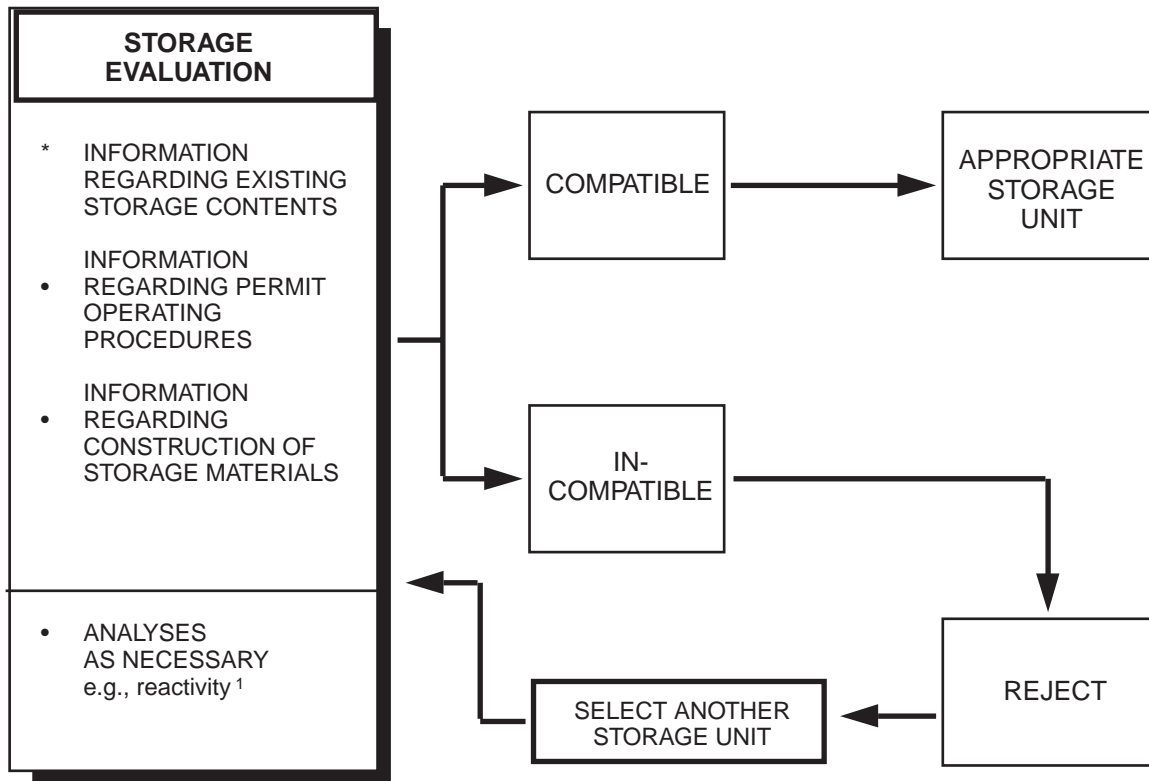 STORAGE
EVALUATION
* INFORMATION
REGARDING EXISTING
STORAGE CONTENTS
INFORMATION
• REGARDING PERMIT
OPERATING
PROCEDURES
INFORMATION
• REGARDING
CONSTRUCTION OF
STORAGE MATERIALS
• ANALYSES
AS NECESSARY
e.g., reactivity ¹
COMPATIBLE
APPROPRIATE
STORAGE
UNIT
IN-
COMPATIBLE
REJECT
SELECT ANOTHER
STORAGE UNIT